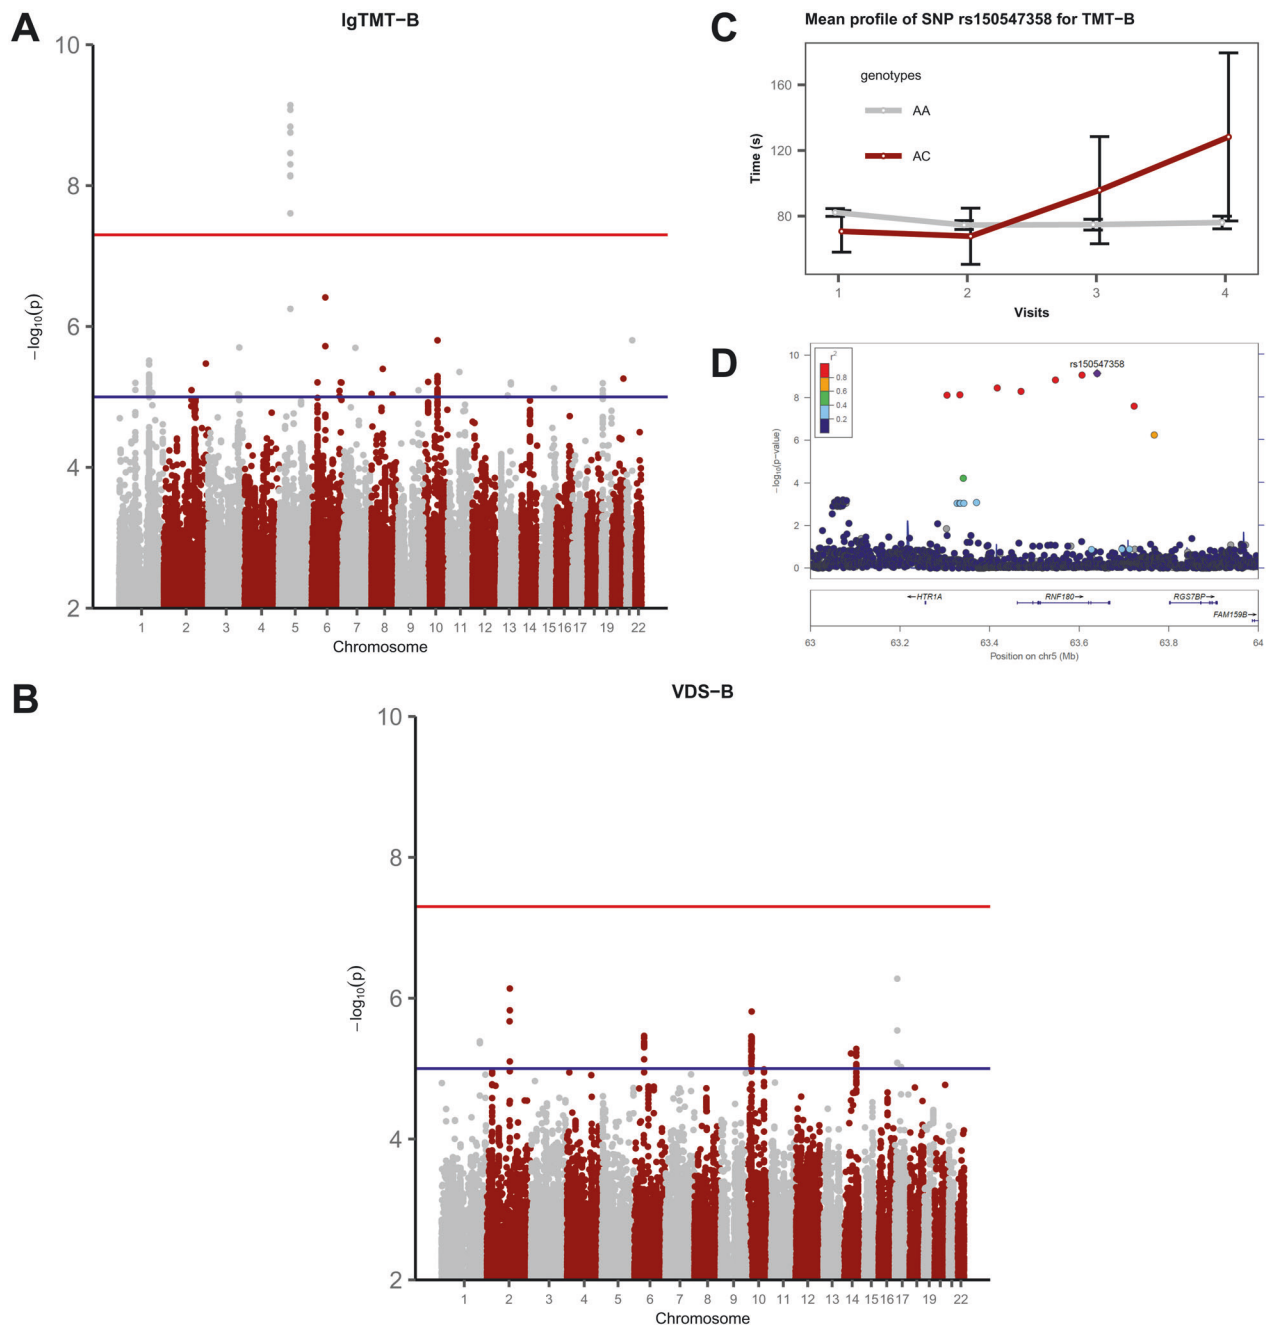 A
lgTMT−B
10
8
6
4
2
−log10(p)
1 2 3 4 5 6 7 8 9 10 11 12 13 14 15 16 17 19 22
Chromosome
C
Mean profile of SNP rs150547358 for TMT−B
genotypes
AA
AC
160
120
80
Time (s)
1 2 3 4
Visits
D
r2
0.8
0.6
0.4
0.2
rs150547358
10
8
6
4
2
0
−log10(p−value)
←HTR1A
RNF180→
RGS7BP→
FAM159B→
63 63.2 63.4 63.6 63.8 64
Position on chr5 (Mb)
B
VDS−B
10
8
6
4
2
−log10(p)
1 2 3 4 5 6 7 8 9 10 11 12 13 14 15 16 17 19 22
Chromosome